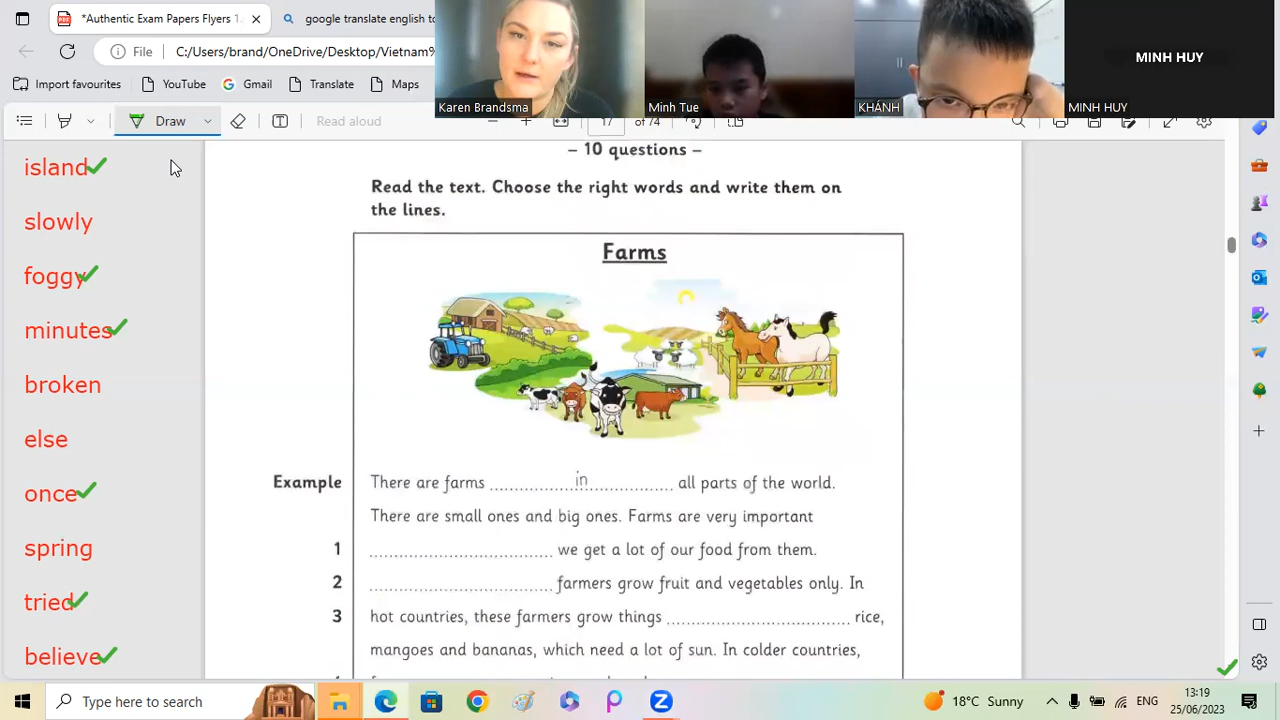 *Authentic Exam Papers Flyers 1.
google translate english to
File
C:/Users/brand/OneDrive/Desktop/Vietnam%
Import favourites
YouTube
Gmail
Translate
Maps
Karen Brandsma
Minh Tue
KHÁNH
MINH HUY
MINH HUY
Draw
Read aloud
17 of 74
island
slowly
foggy
minutes
broken
else
once
spring
tried
believe
– 10 questions –
Read the text. Choose the right words and write them on
the lines.
Farms
Example There are farms ............in............ all parts of the world.
There are small ones and big ones. Farms are very important
1 .................................. we get a lot of our food from them.
2 .................................. farmers grow fruit and vegetables only. In
3 hot countries, these farmers grow things .................................. rice,
mangoes and bananas, which need a lot of sun. In colder countries,
Type here to search
18°C Sunny
ENG
13:19
25/06/2023